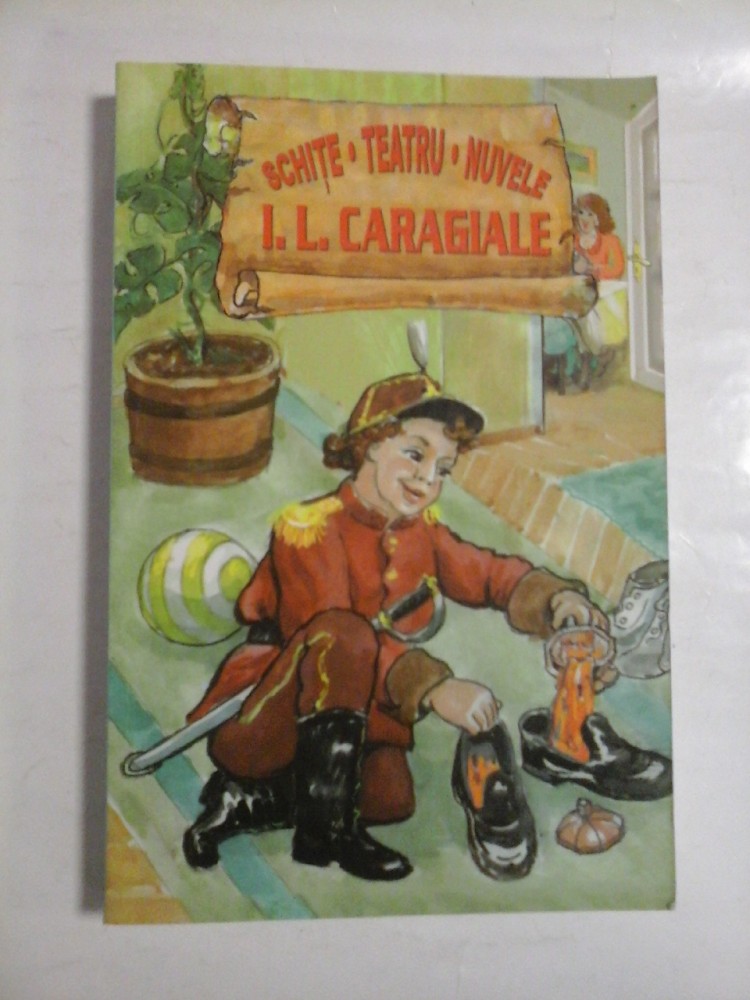 SCHIȚE • TEATRU • NUVELE
I. L. CARAGIALE